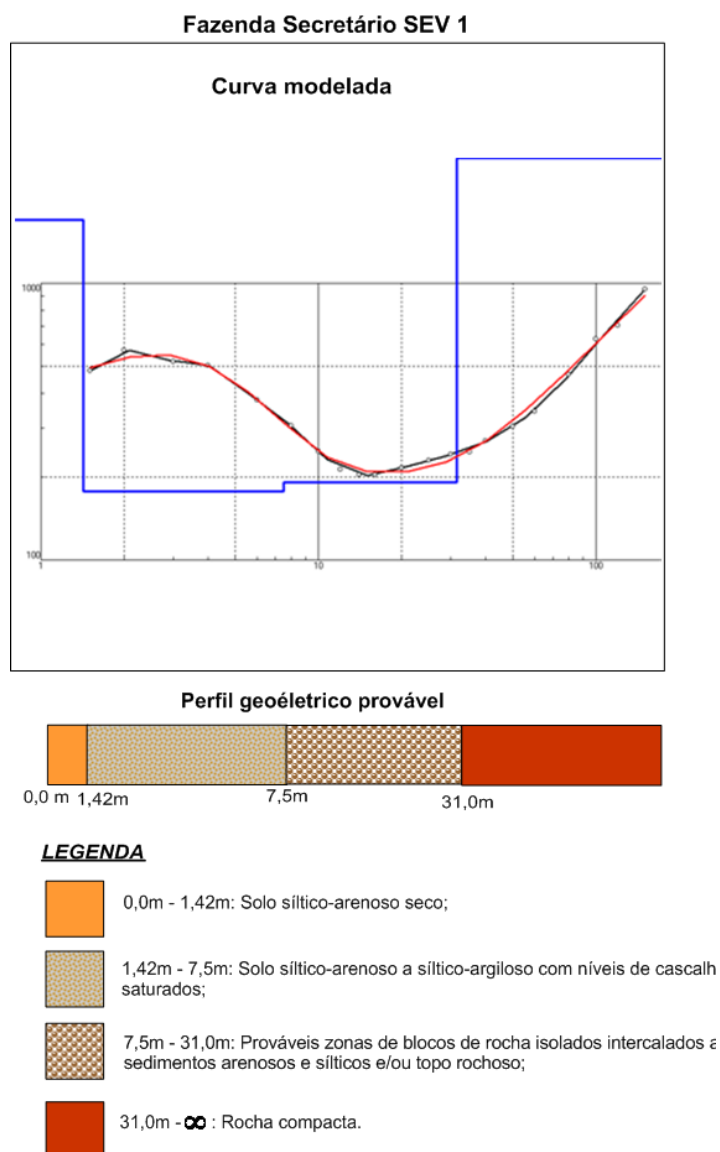 Fazenda Secretário SEV 1
Curva modelada
1000
100
1
10
100
Perfil geoéletrico provável
0,0 m
1,42m
7,5m
31,0m
LEGENDA
0,0m - 1,42m: Solo síltico-arenoso seco;
1,42m - 7,5m: Solo síltico-arenoso a síltico-argiloso com níveis de cascalh
saturados;
7,5m - 31,0m: Prováveis zonas de blocos de rocha isolados intercalados a
sedimentos arenosos e sílticos e/ou topo rochoso;
31,0m - ∞ : Rocha compacta.